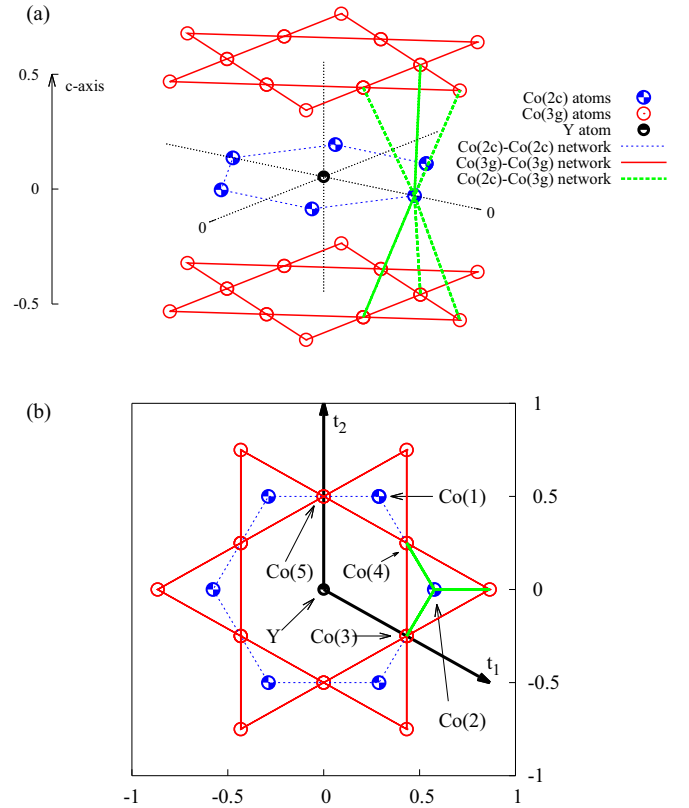 (a)
0.5
c-axis
0
-0.5
0
0
Co(2c) atoms
Co(3g) atoms
Y atom
Co(2c)-Co(2c) network
Co(3g)-Co(3g) network
Co(2c)-Co(3g) network
(b)
1
t2
0.5
Co(1)
Co(5)
Co(4)
0
Y
Co(3)
t1
-0.5
Co(2)
-1
-1
-0.5
0
0.5
1